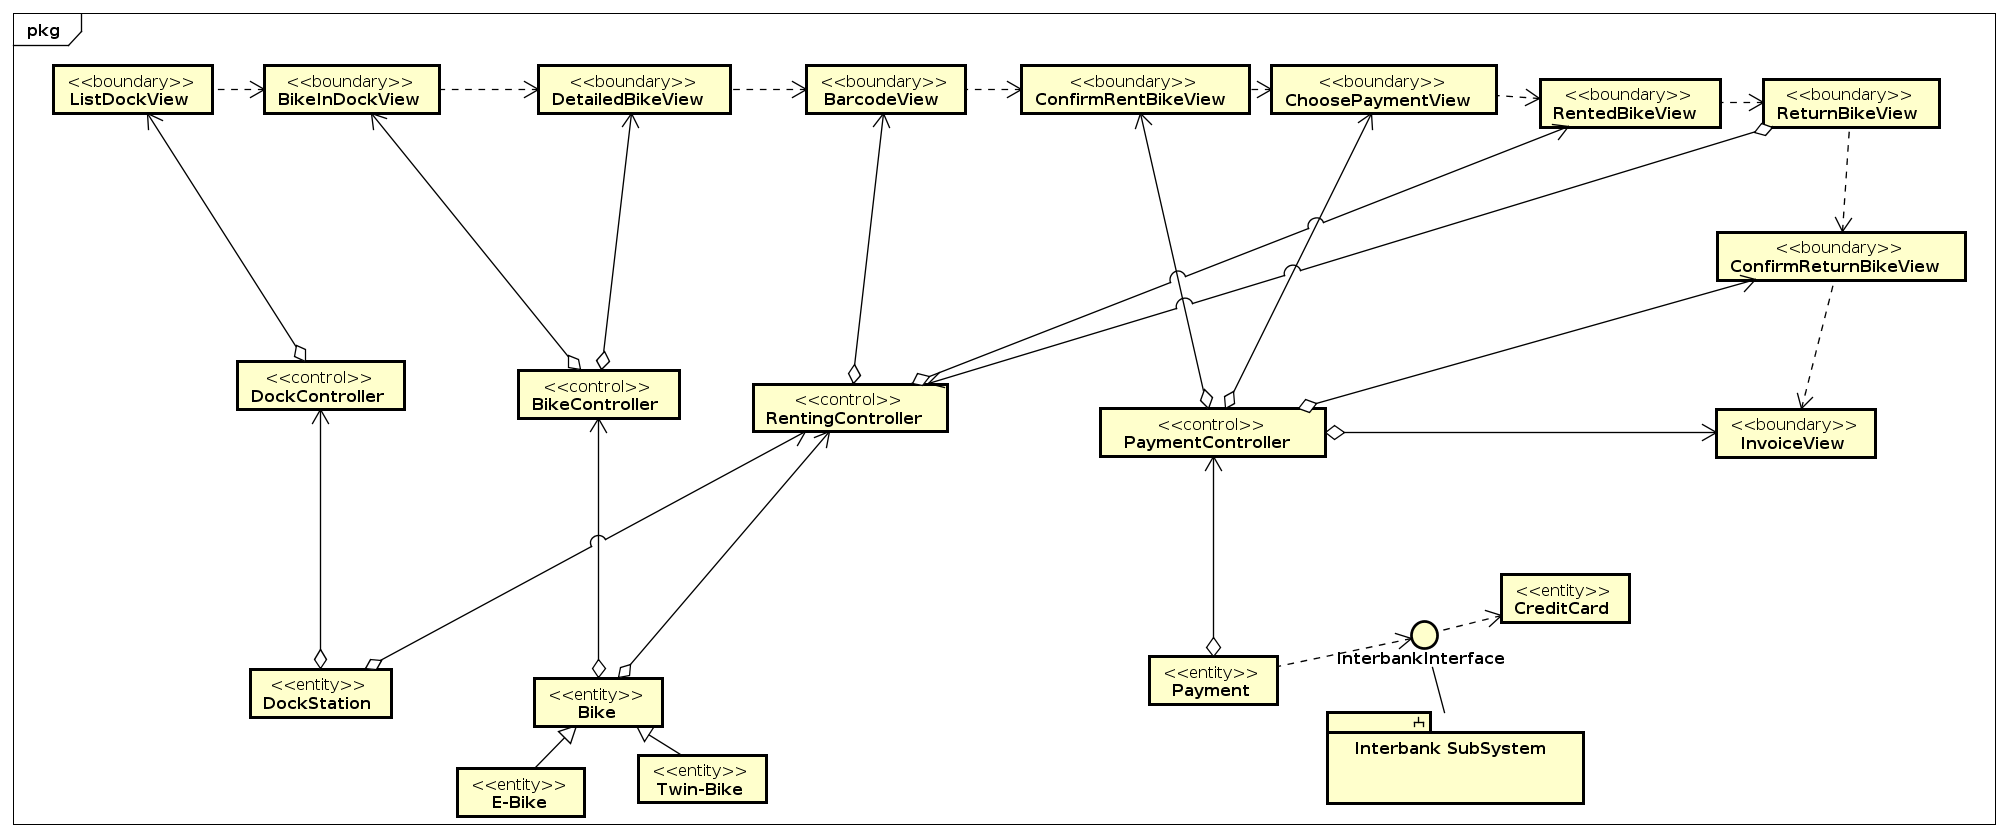 pkg
<<boundary>>
ListDockView
<<boundary>>
BikeInDockView
<<boundary>>
DetailedBikeView
<<boundary>>
BarcodeView
<<boundary>>
ConfirmRentBikeView
<<boundary>>
ChoosePaymentView
<<boundary>>
RentedBikeView
<<boundary>>
ReturnBikeView
<<boundary>>
ConfirmReturnBikeView
<<control>>
DockController
<<control>>
BikeController
<<control>>
RentingController
<<control>>
PaymentController
<<boundary>>
InvoiceView
<<entity>>
CreditCard
InterbankInterface
<<entity>>
DockStation
<<entity>>
Bike
<<entity>>
Payment
Interbank SubSystem
<<entity>>
E-Bike
<<entity>>
Twin-Bike